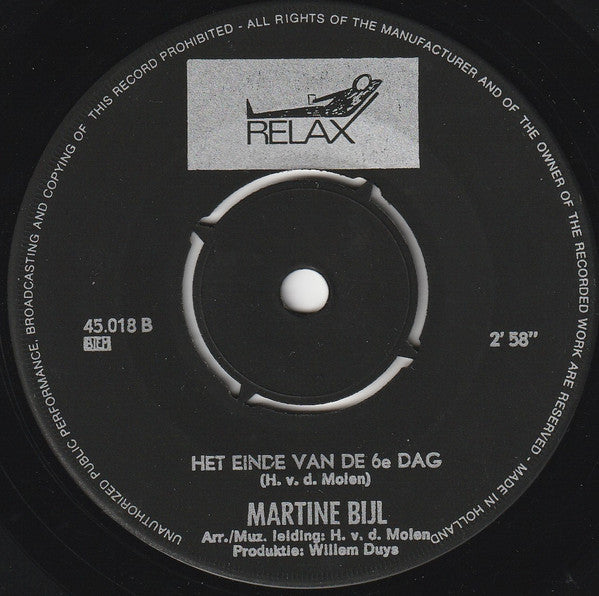 UNAUTHORIZED PUBLIC PERFORMANCE, BROADCASTING AND COPYING OF THIS RECORD PROHIBITED - ALL RIGHTS OF THE MANUFACTURER AND OF THE OWNER OF THE RECORDED WORK ARE RESERVED - MADE IN HOLLAND
RELAX
45.018 B
2' 58"
HET EINDE VAN DE 6e DAG
(H. v. d. Molen)
MARTINE BIJL
Arr./Muz. leiding: H. v. d. Molen
Produktie: Willem Duys